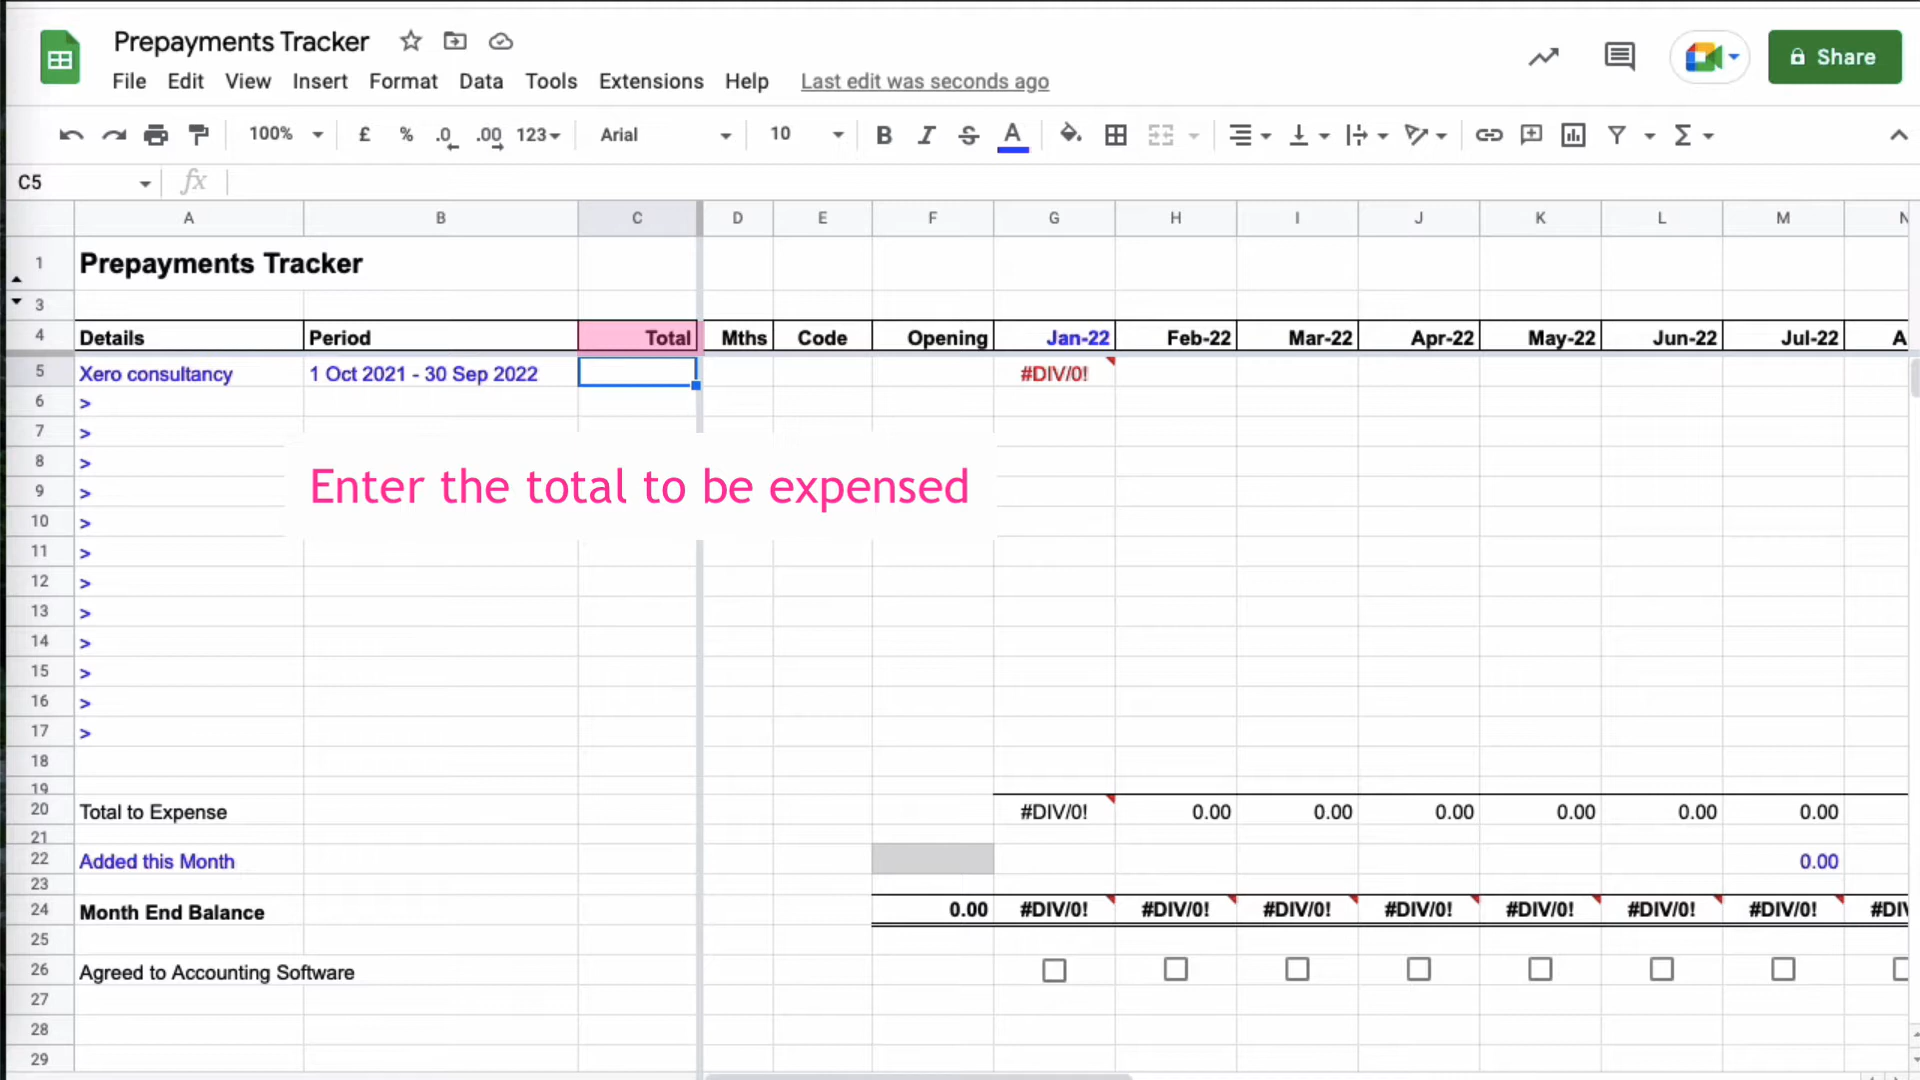 Prepayments Tracker
File Edit View Insert Format Data Tools Extensions Help Last edit was seconds ago
Share
100% £ % .0 .00 123 Arial 10 B I S A Σ
C5 fx
A B C D E F G H I J K L M N
1 Prepayments Tracker
3
4 Details Period Total Mths Code Opening Jan-22 Feb-22 Mar-22 Apr-22 May-22 Jun-22 Jul-22 A
5 Xero consultancy 1 Oct 2021 - 30 Sep 2022 #DIV/0!
6 >
7 >
8 >
Enter the total to be expensed
9 >
10 >
11 >
12 >
13 >
14 >
15 >
16 >
17 >
18
19
20 Total to Expense #DIV/0! 0.00 0.00 0.00 0.00 0.00 0.00
21
22 Added this Month 0.00
23
24 Month End Balance 0.00 #DIV/0! #DIV/0! #DIV/0! #DIV/0! #DIV/0! #DIV/0! #DIV/0! #DIV
25
26 Agreed to Accounting Software
27
28
29